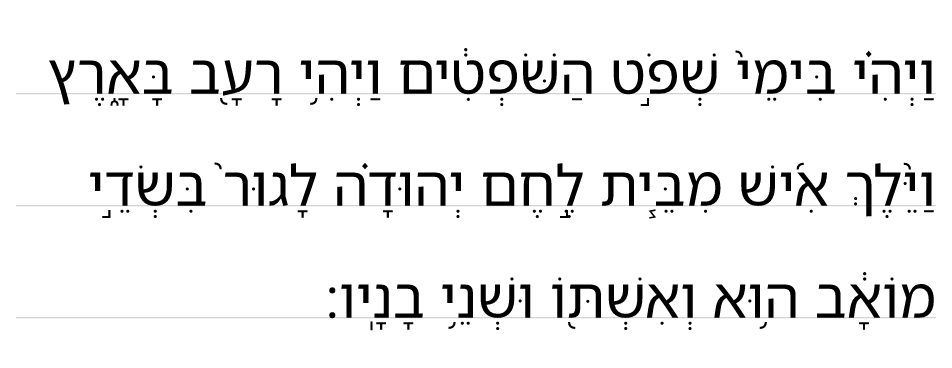 וַיְהִ֗י בִּימֵי֙ שְׁפֹ֣ט הַשֹּׁפְטִ֔ים וַיְהִ֥י רָעָ֖ב בָּאָ֑רֶץ
וַיֵּ֨לֶךְ אִ֜ישׁ מִבֵּ֧ית לֶ֣חֶם יְהוּדָ֗ה לָגוּר֙ בִּשְׂדֵ֣י
מוֹאָ֔ב ה֥וּא וְאִשְׁתּ֖וֹ וּשְׁנֵ֥י בָנָֽיו׃